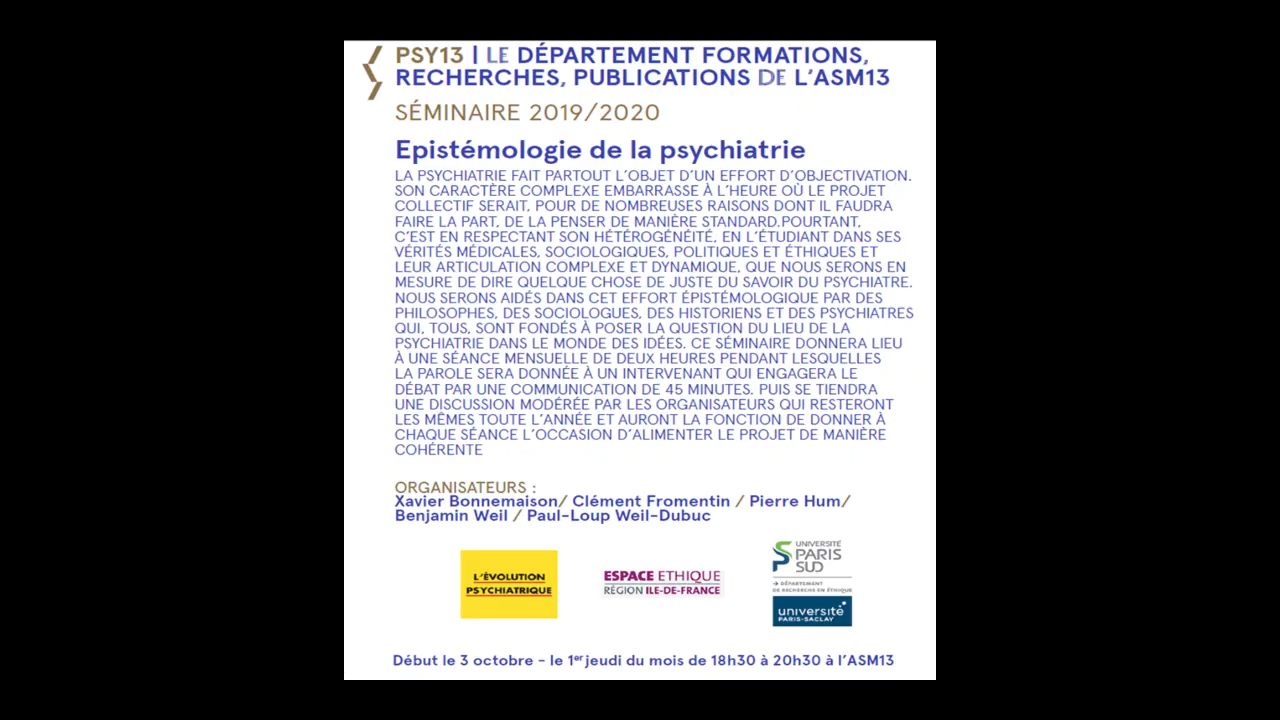 PSY13 | LE DÉPARTEMENT FORMATIONS,
RECHERCHES, PUBLICATIONS DE L'ASM13
SÉMINAIRE 2019/2020
Epistémologie de la psychiatrie
LA PSYCHIATRIE FAIT PARTOUT L'OBJET D'UN EFFORT D'OBJECTIVATION.
SON CARACTÈRE COMPLEXE EMBARRASSE À L'HEURE OÙ LE PROJET
COLLECTIF SERAIT, POUR DE NOMBREUSES RAISONS DONT IL FAUDRA
FAIRE LA PART, DE LA PENSER DE MANIÈRE STANDARD.POURTANT,
C'EST EN RESPECTANT SON HÉTÉROGÉNÉITÉ, EN L'ÉTUDIANT DANS SES
VÉRITÉS MÉDICALES, SOCIOLOGIQUES, POLITIQUES ET ÉTHIQUES ET
LEUR ARTICULATION COMPLEXE ET DYNAMIQUE, QUE NOUS SERONS EN
MESURE DE DIRE QUELQUE CHOSE DE JUSTE DU SAVOIR DU PSYCHIATRE.
NOUS SERONS AIDÉS DANS CET EFFORT ÉPISTÉMOLOGIQUE PAR DES
PHILOSOPHES, DES SOCIOLOGUES, DES HISTORIENS ET DES PSYCHIATRES
QUI, TOUS, SONT FONDÉS À POSER LA QUESTION DU LIEU DE LA
PSYCHIATRIE DANS LE MONDE DES IDÉES. CE SÉMINAIRE DONNERA LIEU
À UNE SÉANCE MENSUELLE DE DEUX HEURES PENDANT LESQUELLES
LA PAROLE SERA DONNÉE À UN INTERVENANT QUI ENGAGERA LE
DÉBAT PAR UNE COMMUNICATION DE 45 MINUTES. PUIS SE TIENDRA
UNE DISCUSSION MODÉRÉE PAR LES ORGANISATEURS QUI RESTERONT
LES MÊMES TOUTE L'ANNÉE ET AURONT LA FONCTION DE DONNER À
CHAQUE SÉANCE L'OCCASION D'ALIMENTER LE PROJET DE MANIÈRE
COHÉRENTE
ORGANISATEURS :
Xavier Bonnemaison/ Clément Fromentin / Pierre Hum/
Benjamin Weil / Paul-Loup Weil-Dubuc
L'ÉVOLUTION
PSYCHIATRIQUE
ESPACE ETHIQUE
RÉGION ILE-DE-FRANCE
UNIVERSITÉ
PARIS
SUD
DÉPARTEMENT
DE RECHERCHE EN ÉTHIQUE
université
PARIS-SACLAY
Début le 3 octobre - le 1er jeudi du mois de 18h30 à 20h30 à l'ASM13